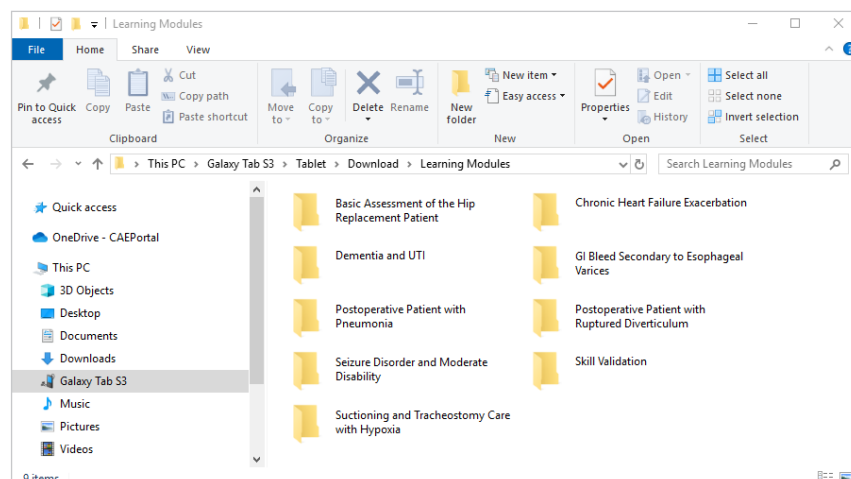 Learning Modules
File Home Share View
Pin to Quick access
Copy
Paste
Cut
Copy path
Paste shortcut
Clipboard
Move to
Copy to
Delete
Rename
Organize
New folder
New item
Easy access
New
Properties
Open
Edit
History
Open
Select all
Select none
Invert selection
Select
This PC > Galaxy Tab S3 > Tablet > Download > Learning Modules
Search Learning Modules
Quick access
OneDrive - CAEPortal
This PC
3D Objects
Desktop
Documents
Downloads
Galaxy Tab S3
Music
Pictures
Videos
Basic Assessment of the Hip
Replacement Patient
Chronic Heart Failure Exacerbation
Dementia and UTI
GI Bleed Secondary to Esophageal
Varices
Postoperative Patient with
Pneumonia
Postoperative Patient with
Ruptured Diverticulum
Seizure Disorder and Moderate
Disability
Skill Validation
Suctioning and Tracheostomy Care
with Hypoxia
9 items